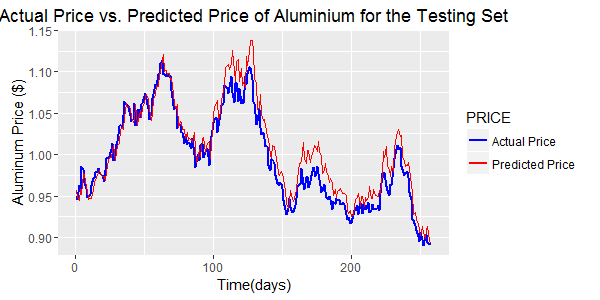 Actual Price vs. Predicted Price of Aluminium for the Testing Set
1.15
1.10
1.05
1.00
0.95
0.90
Aluminum Price ($)
0
100
200
Time(days)
PRICE
Actual Price
Predicted Price